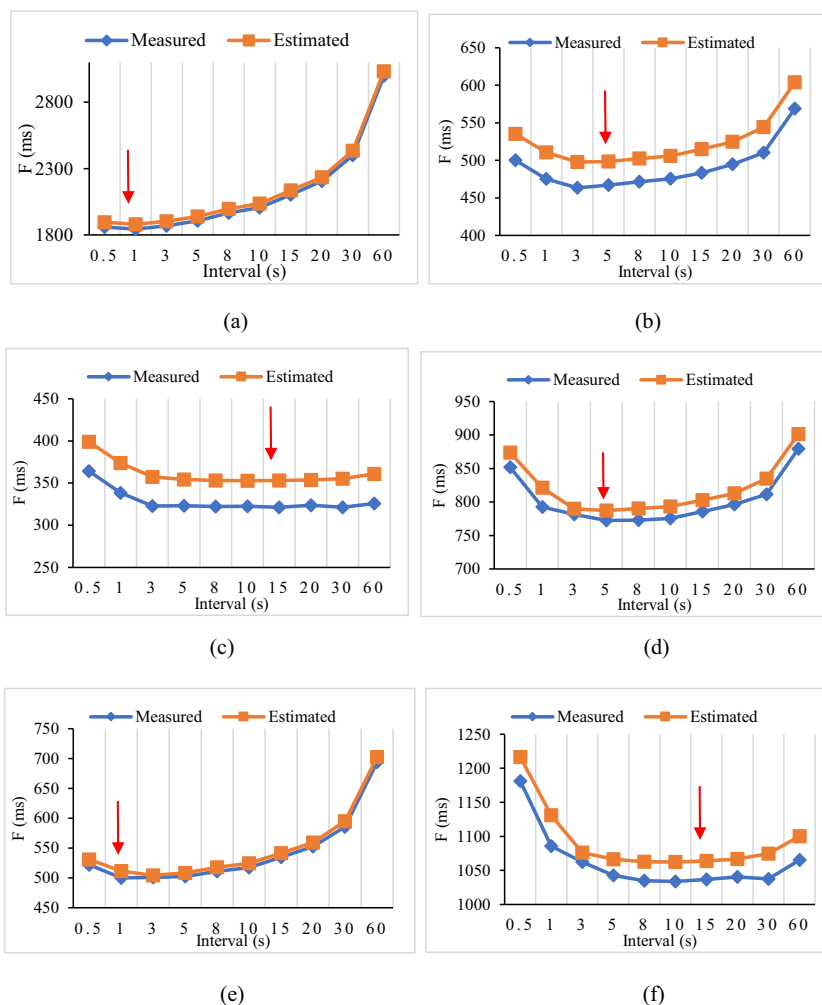 Measured Estimated
F (ms)
2800
2300
1800
0.5 1 3 5 8 10 15 20 30 60
Interval (s)
(a)
Measured Estimated
F (ms)
650
600
550
500
450
400
0.5 1 3 5 8 10 15 20 30 60
Interval (s)
(b)
Measured Estimated
F (ms)
450
400
350
300
250
0.5 1 3 5 8 10 15 20 30 60
Interval (s)
(c)
Measured Estimated
F (ms)
950
900
850
800
750
700
0.5 1 3 5 8 10 15 20 30 60
Interval (s)
(d)
Measured Estimated
F (ms)
750
700
650
600
550
500
450
0.5 1 3 5 8 10 15 20 30 60
Interval (s)
(e)
Measured Estimated
F (ms)
1250
1200
1150
1100
1050
1000
0.5 1 3 5 8 10 15 20 30 60
Interval (s)
(f)